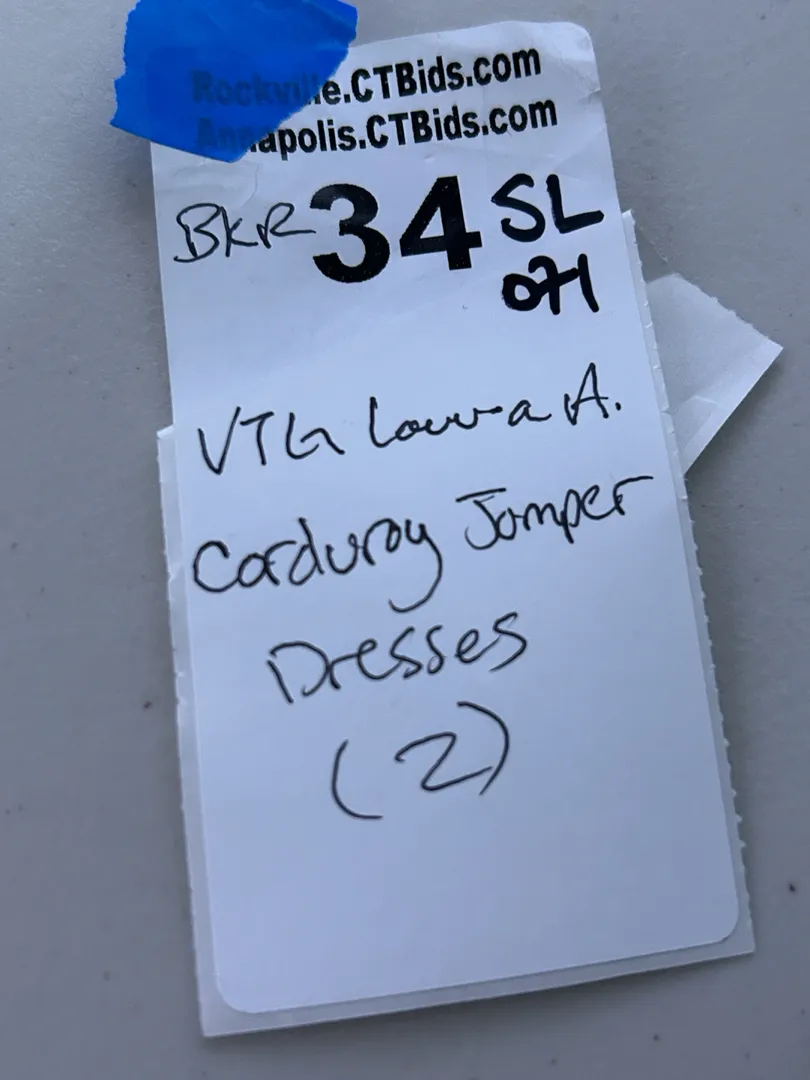 Rockville.CTBids.com
Annapolis.CTBids.com
BKR 34 SL
071
VTG Laura A.
Corduroy Jumper
Dresses
(2)